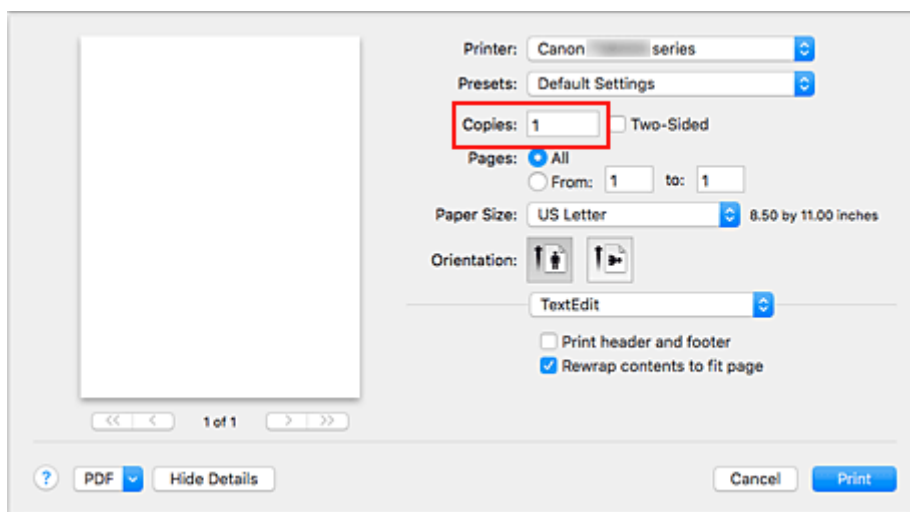 Printer: Canon series
Presets: Default Settings
Copies: 1 Two-Sided
Pages: All
From: 1 to: 1
Paper Size: US Letter 8.50 by 11.00 inches
Orientation:
TextEdit
Print header and footer
Rewrap contents to fit page
<< < 1 of 1 > >>
? PDF Hide Details Cancel Print